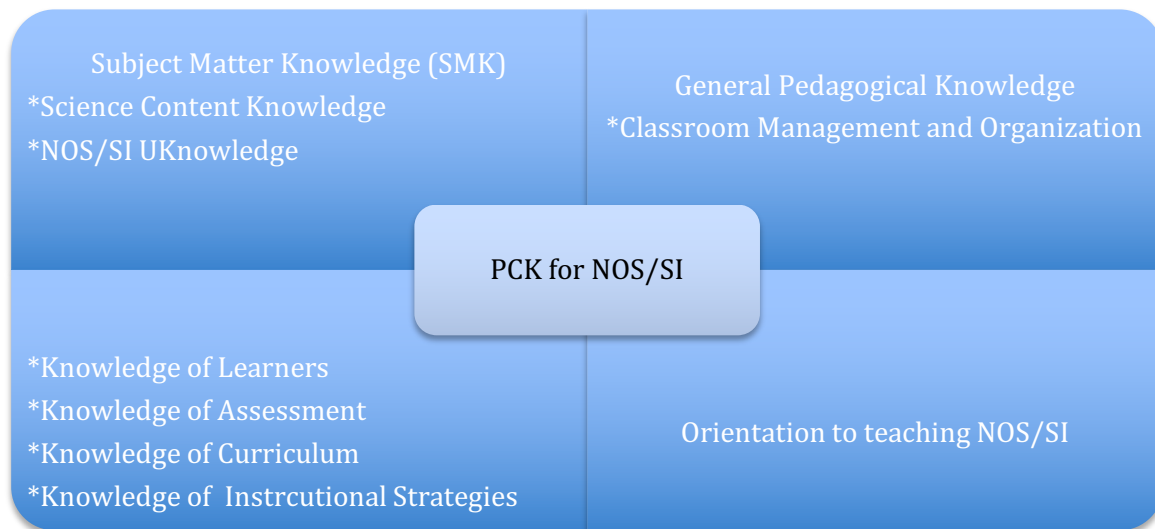 Subject Matter Knowledge (SMK)
*Science Content Knowledge
*NOS/SI UKnowledge
General Pedagogical Knowledge
*Classroom Management and Organization
PCK for NOS/SI
*Knowledge of Learners
*Knowledge of Assessment
*Knowledge of Curriculum
*Knowledge of  Instrcutional Strategies
Orientation to teaching NOS/SI